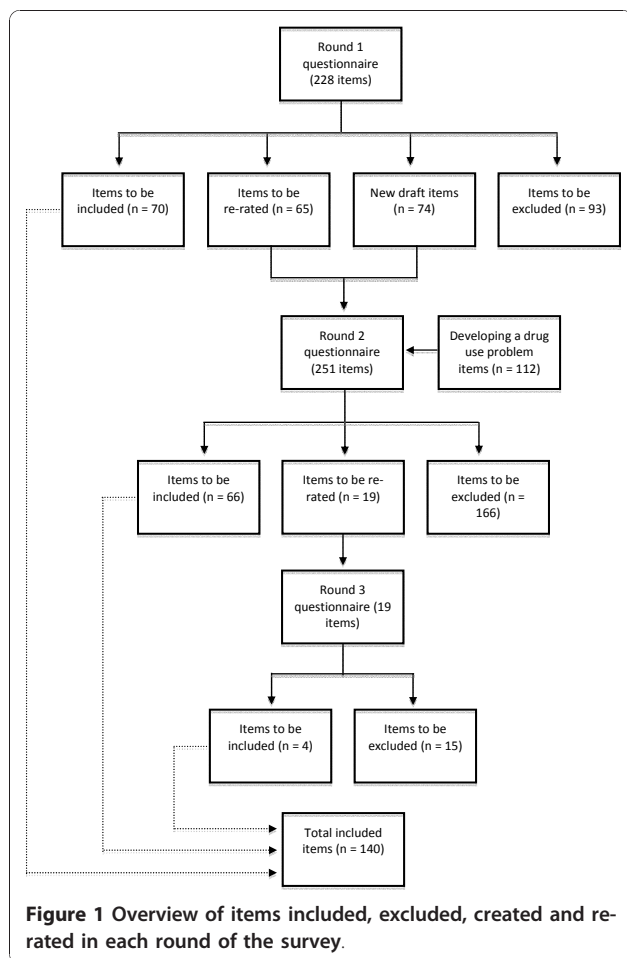 Round 1
questionnaire
(228 items)
Items to be
included (n = 70)
Items to be
re-rated (n = 65)
New draft items
(n = 74)
Items to be
excluded (n = 93)
Round 2
questionnaire
(251 items)
Developing a drug
use problem
items (n = 112)
Items to be
included (n = 66)
Items to be re-
rated (n = 19)
Items to be
excluded (n =
166)
Round 3
questionnaire (19
items)
Items to be
included (n = 4)
Items to be
excluded (n = 15)
Total included
items (n = 140)
Figure 1 Overview of items included, excluded, created and re-
rated in each round of the survey.